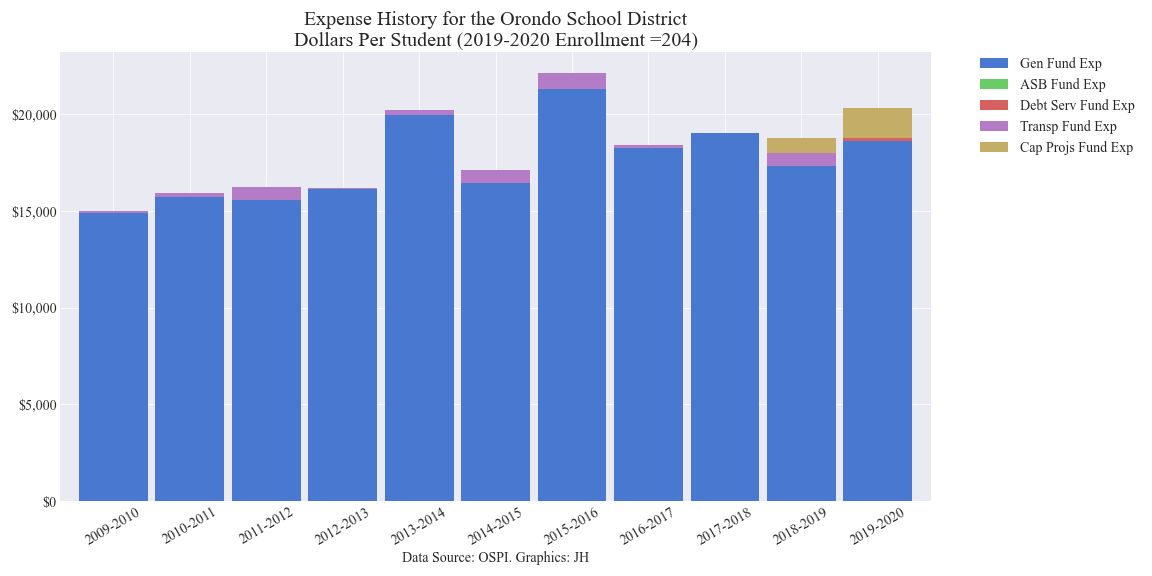 Expense History for the Orondo School District
Dollars Per Student (2019-2020 Enrollment =204)
Gen Fund Exp
ASB Fund Exp
Debt Serv Fund Exp
Transp Fund Exp
Cap Projs Fund Exp
$20,000
$15,000
$10,000
$5,000
$0
2009-2010
2010-2011
2011-2012
2012-2013
2013-2014
2014-2015
2015-2016
2016-2017
2017-2018
2018-2019
2019-2020
Data Source: OSPI. Graphics: JH